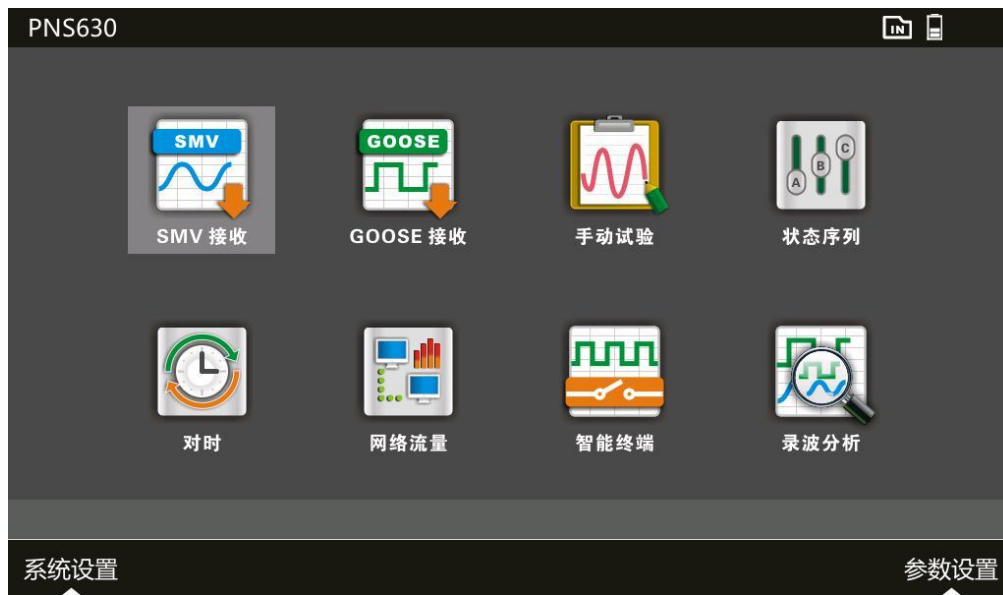 PNS630
IN
SMV
GOOSE
A B C
SMV 接收
GOOSE 接收
手动试验
状态序列
对时
网络流量
智能终端
录波分析
系统设置
参数设置